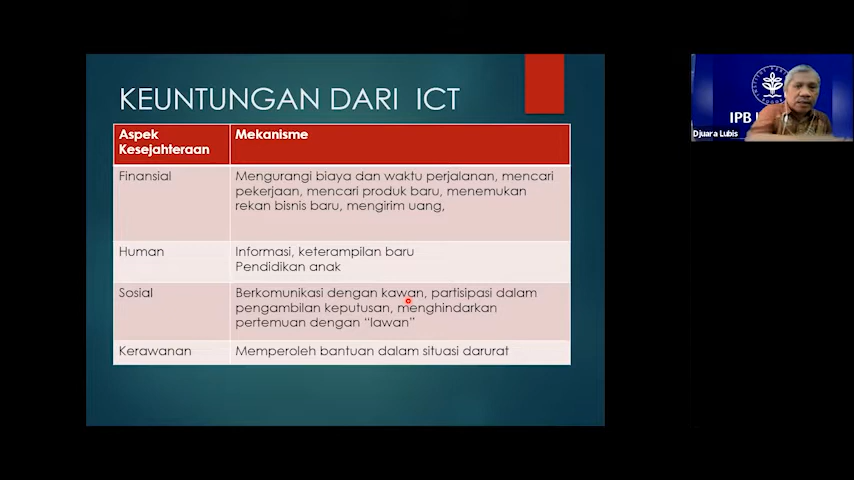 KEUNTUNGAN DARI ICT
Aspek
Kesejahteraan
Mekanisme
Finansial
Mengurangi biaya dan waktu perjalanan, mencari
pekerjaan, mencari produk baru, menemukan
rekan bisnis baru, mengirim uang,
Human
Informasi, keterampilan baru
Pendidikan anak
Sosial
Berkomunikasi dengan kawan, partisipasi dalam
pengambilan keputusan, menghindarkan
pertemuan dengan “lawan”
Kerawanan
Memperoleh bantuan dalam situasi darurat
IPB
Djuara Lubis